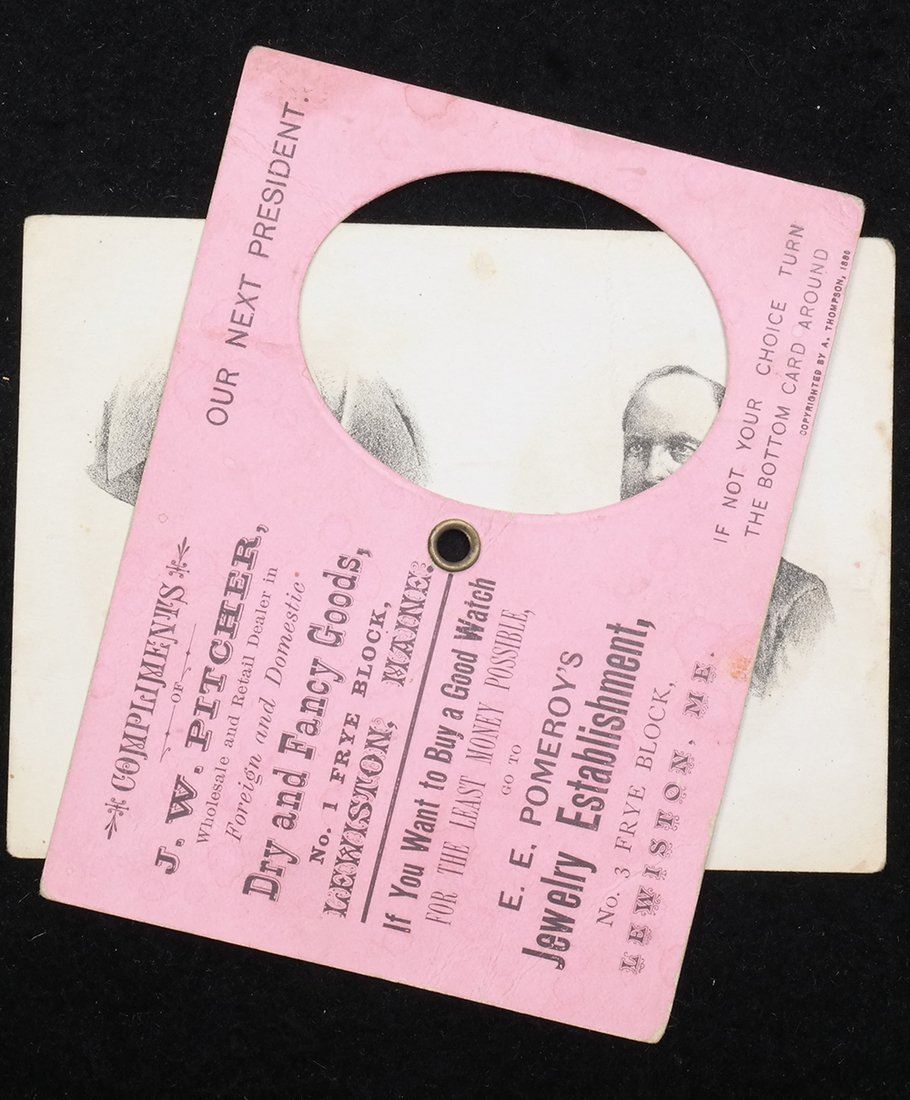 OUR NEXT PRESIDENT.
IF NOT YOUR CHOICE TURN
THE BOTTOM CARD AROUND
COPYRIGHTED BY A. THOMPSON, 1880
COMPLIMENTS
OF
J. W. PITCHER,
Wholesale and Retail Dealer in
Foreign and Domestic
Dry and Fancy Goods,
No. 1 FRYE BLOCK,
LEWISTON, MAINE.
If You Want to Buy a Good Watch
FOR THE LEAST MONEY POSSIBLE,
GO TO
E. E. POMEROY'S
Jewelry Establishment,
No. 3 FRYE BLOCK,
LEWISTON, ME.